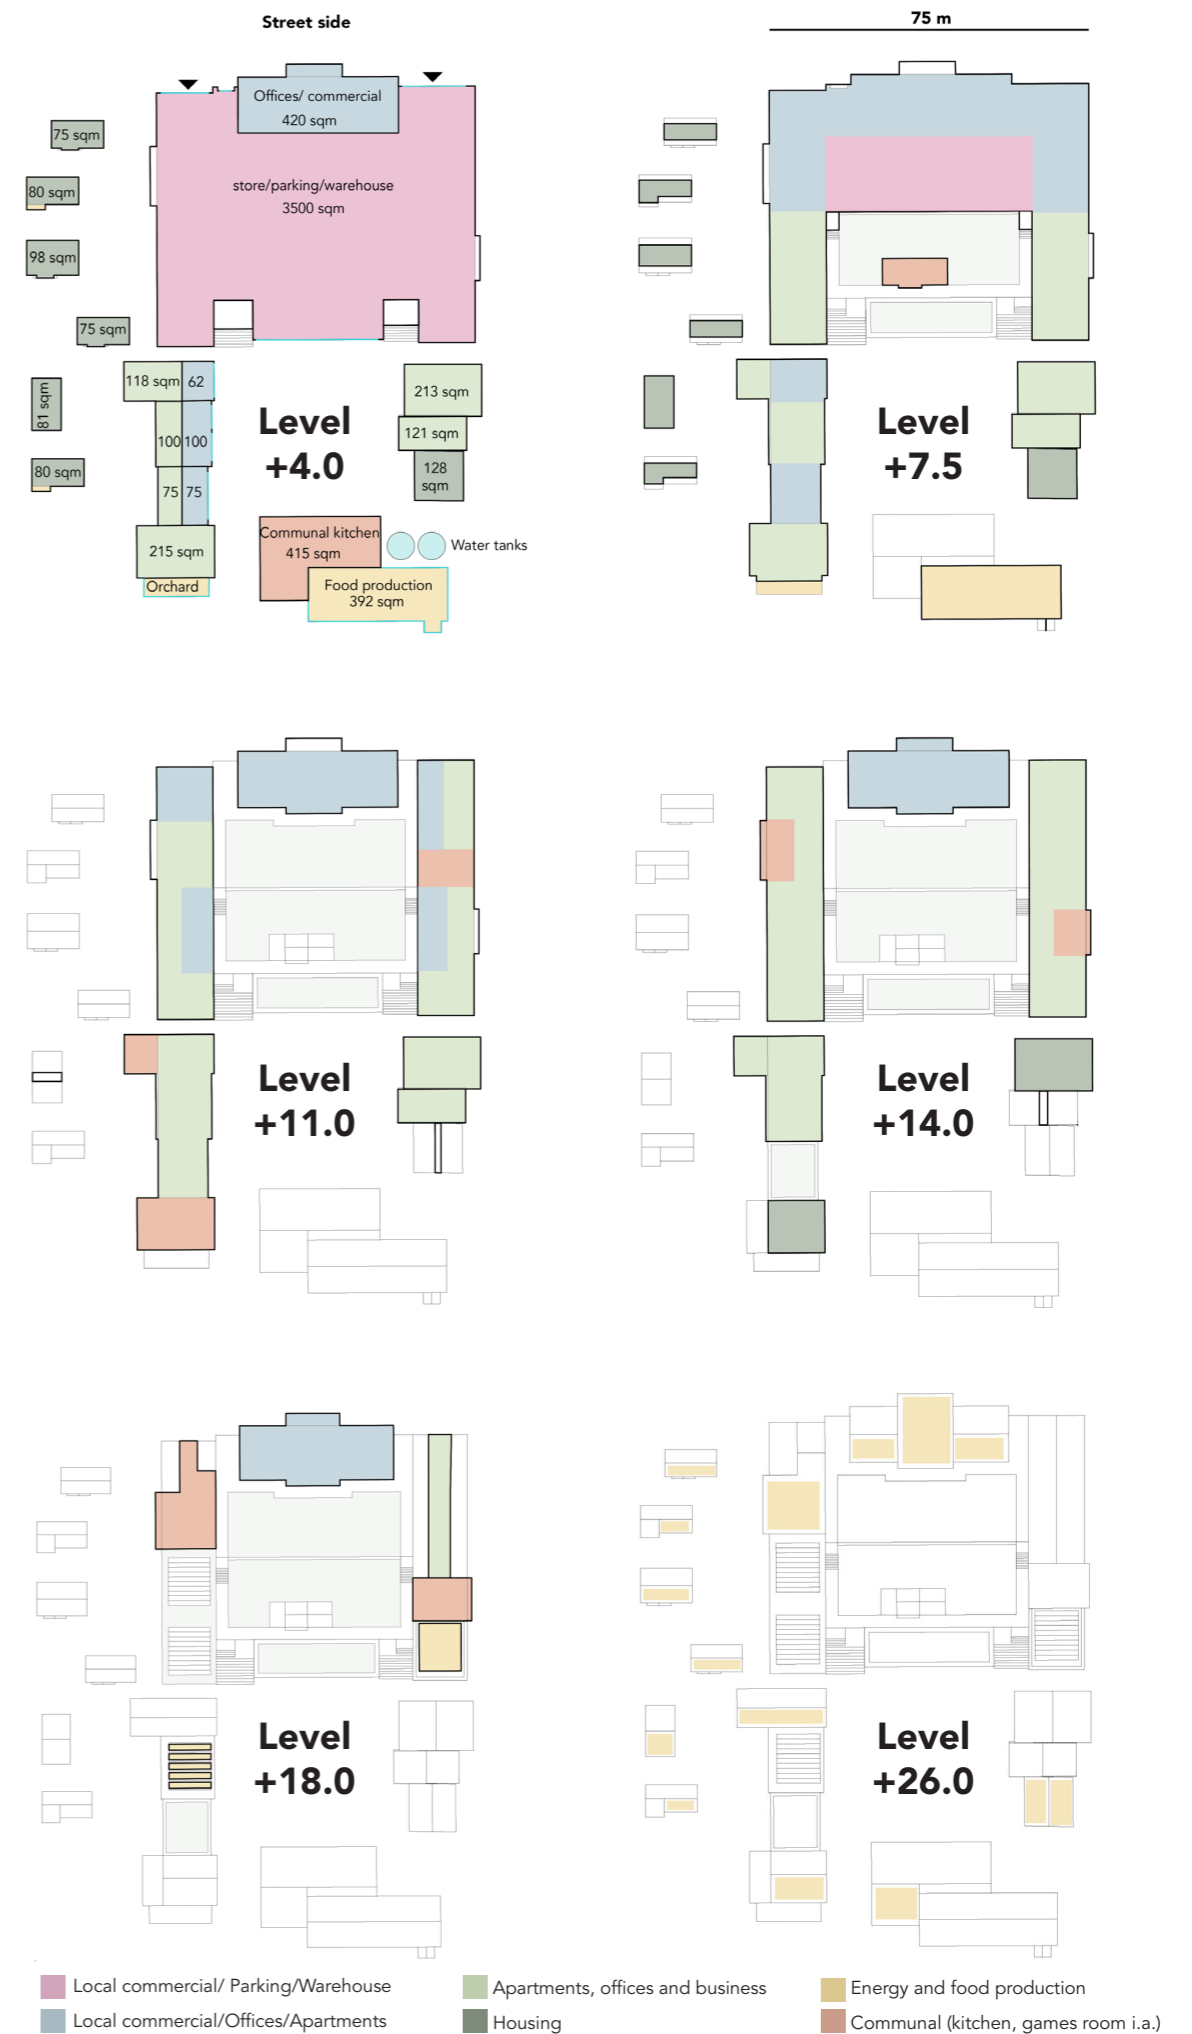 Street side
75 m
Offices/ commercial
420 sqm
75 sqm
store/parking/warehouse
3500 sqm
80 sqm
98 sqm
75 sqm
118 sqm 62
213 sqm
81 sqm
Level
+4.0
Level
+7.5
121 sqm
100 100
80 sqm
128
sqm
75 75
Communal kitchen
415 sqm
Water tanks
215 sqm
Orchard
Food production
392 sqm
Level
+11.0
Level
+14.0
Level
+18.0
Level
+26.0
Local commercial/ Parking/Warehouse
Apartments, offices and business
Energy and food production
Local commercial/Offices/Apartments
Housing
Communal (kitchen, games room i.a.)